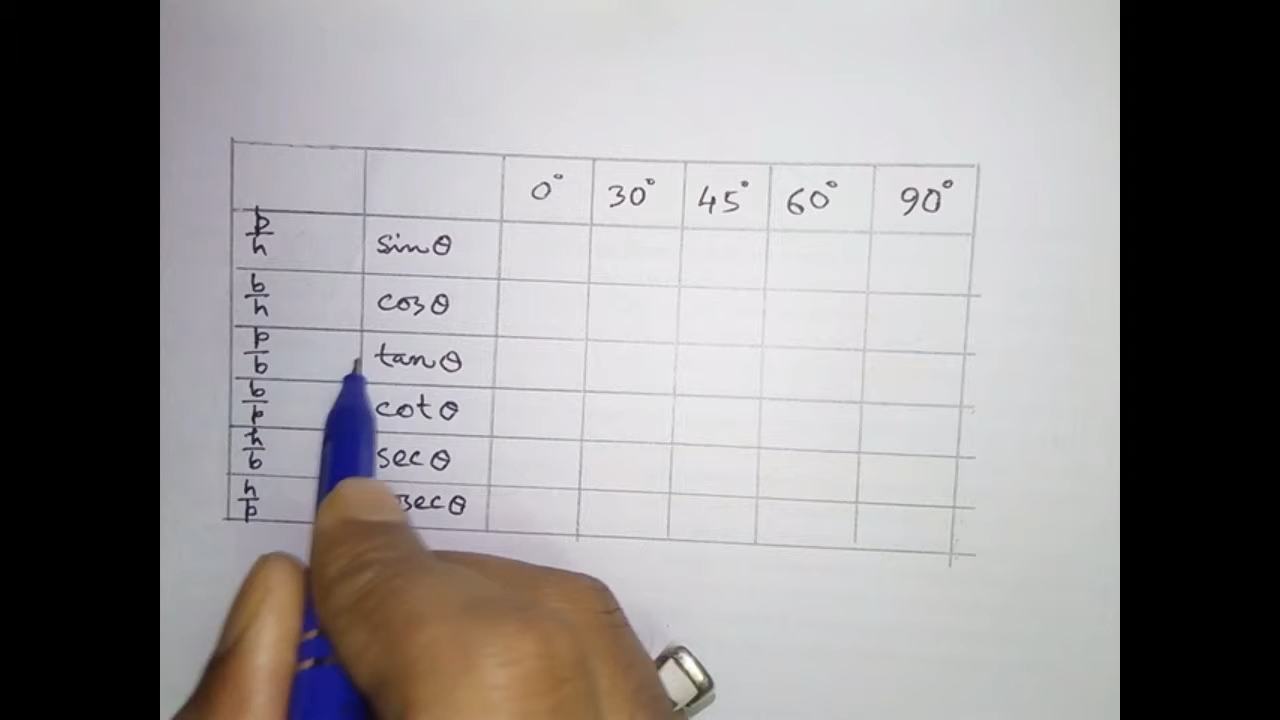 0° 30° 45° 60° 90°
p/h sinθ
b/h cosθ
p/b tanθ
b/p cotθ
h/b secθ
h/p